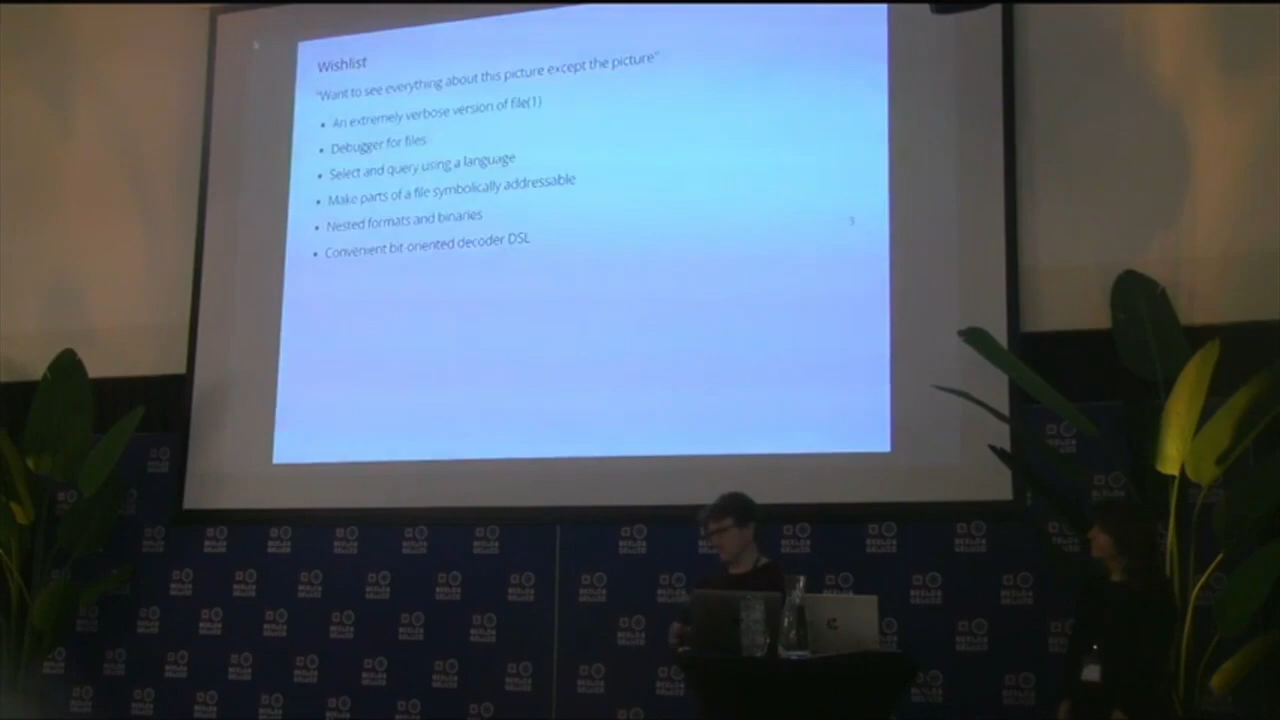 Wishlist
"Want to see everything about this picture except the picture"
• An extremely verbose version of file(1)
• Debugger for files
• Select and query using a language
• Make parts of a file symbolically addressable
• Nested formats and binaries
• Convenient bit-oriented decoder DSL
3